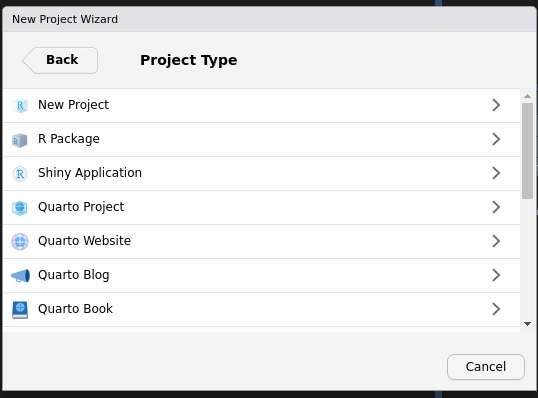 New Project Wizard
Back
Project Type
New Project
R Package
Shiny Application
Quarto Project
Quarto Website
Quarto Blog
Quarto Book
Cancel